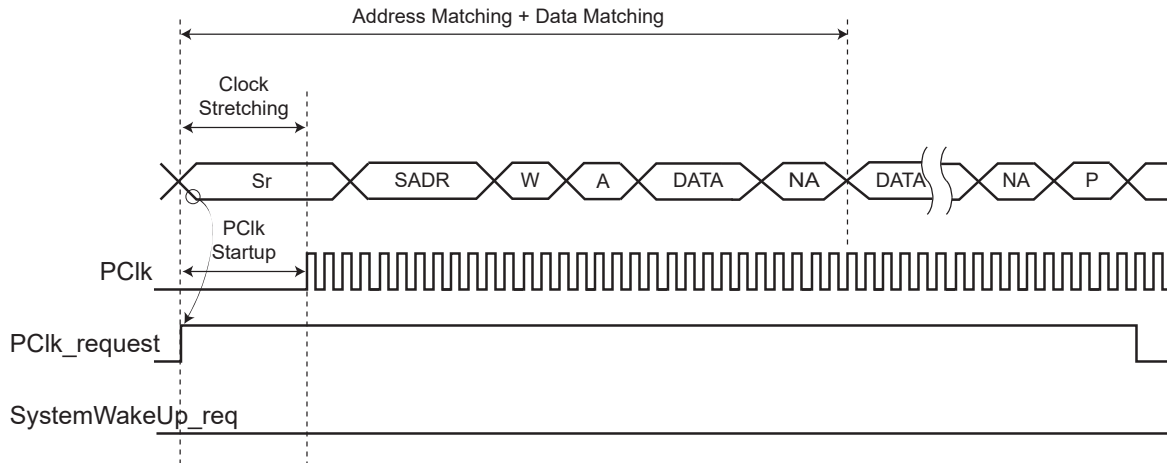 Address Matching + Data Matching
Clock
Stretching
Sr
SADR
W
A
DATA
NA
DATA
NA
P
PClk
Startup
PClk
PClk_request
SystemWakeUp_req